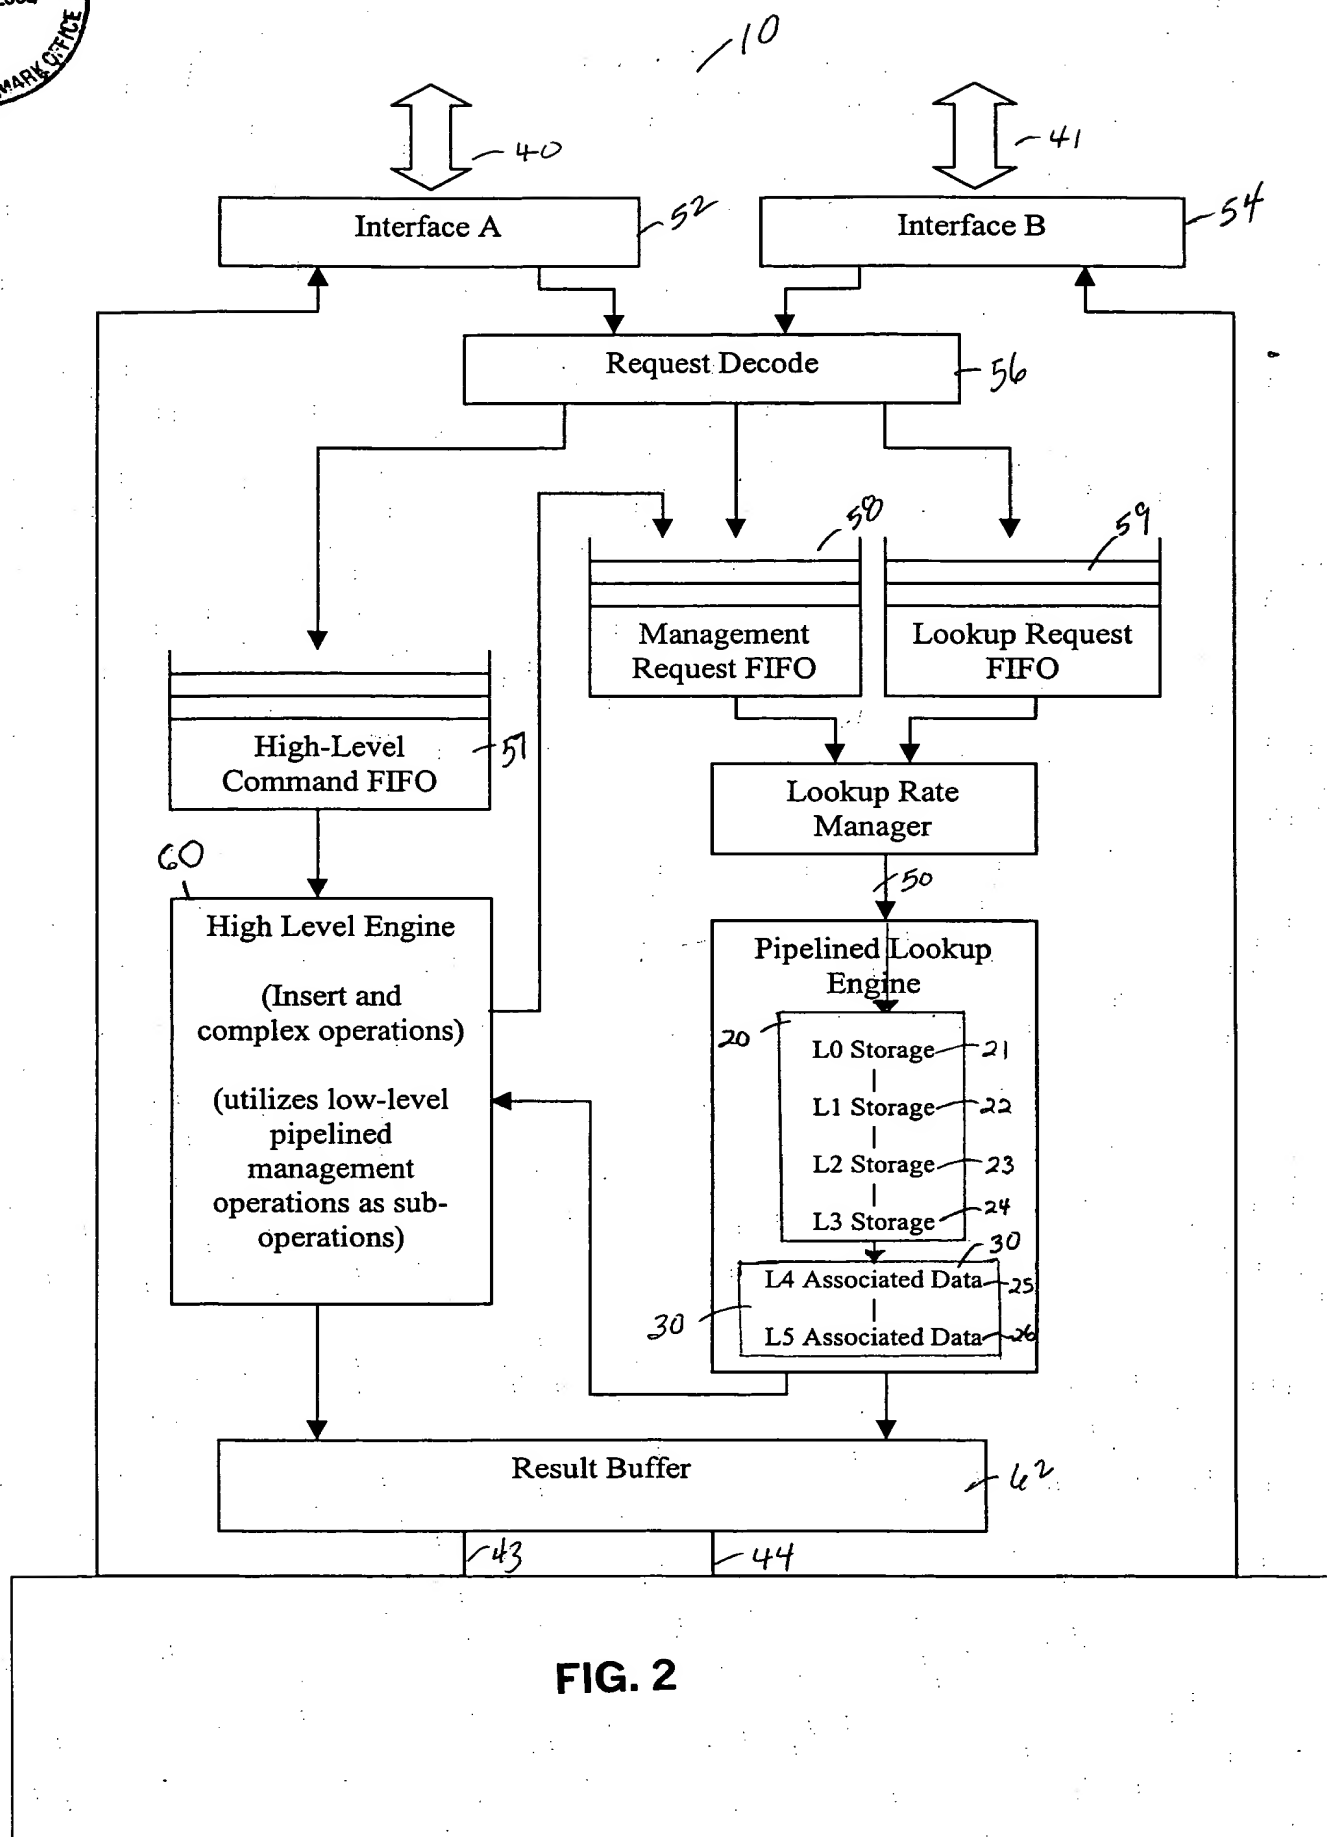 MARK OFFICE
10
40
41
Interface A
52
Interface B
54
Request Decode
56
58
59
Management
Request FIFO
Lookup Request
FIFO
High-Level
Command FIFO
57
Lookup Rate
Manager
60
50
High Level Engine
(Insert and
complex operations)
(utilizes low-level
pipelined
management
operations as sub-
operations)
Pipelined Lookup
Engine
20
L0 Storage
21
L1 Storage
22
L2 Storage
23
L3 Storage
24
30
L4 Associated Data
25
30
L5 Associated Data
26
Result Buffer
62
43
44
FIG. 2